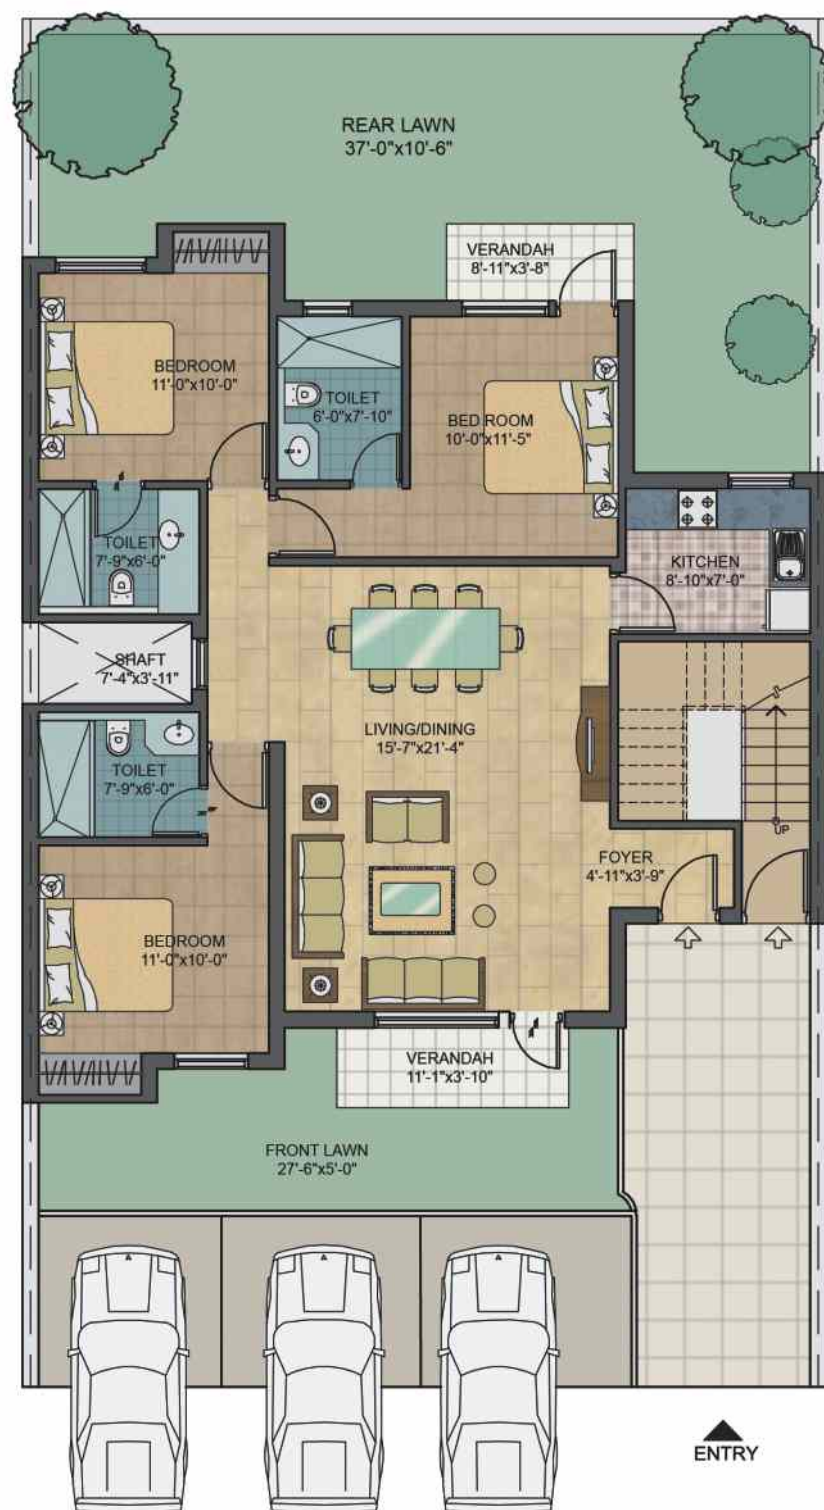 REAR LAWN
37'-0"x10'-6"
VERANDAH
8'-11"x3'-8"
BEDROOM
11'-0"x10'-0"
TOILET
6'-0"x7'-10"
BED ROOM
10'-0"x11'-5"
TOILET
7'-9"x6'-0"
KITCHEN
8'-10"x7'-0"
SHAFT
7'-4"x3'-11"
LIVING/DINING
15'-7"x21'-4"
TOILET
7'-9"x6'-0"
UP
FOYER
4'-11"x3'-9"
BEDROOM
11'-0"x10'-0"
VERANDAH
11'-1"x3'-10"
FRONT LAWN
27'-6"x5'-0"
ENTRY